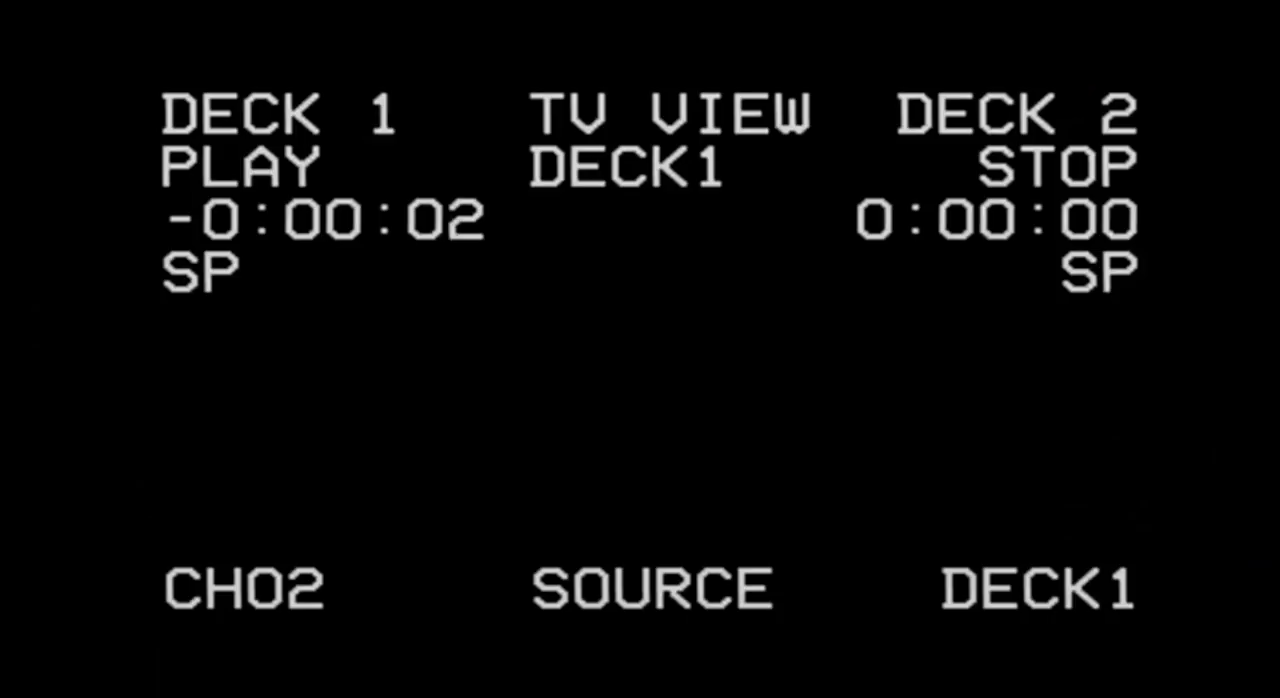 DECK 1 TV VIEW DECK 2
PLAY DECK1 STOP
-0:00:02 0:00:00
SP SP
CH02 SOURCE DECK1